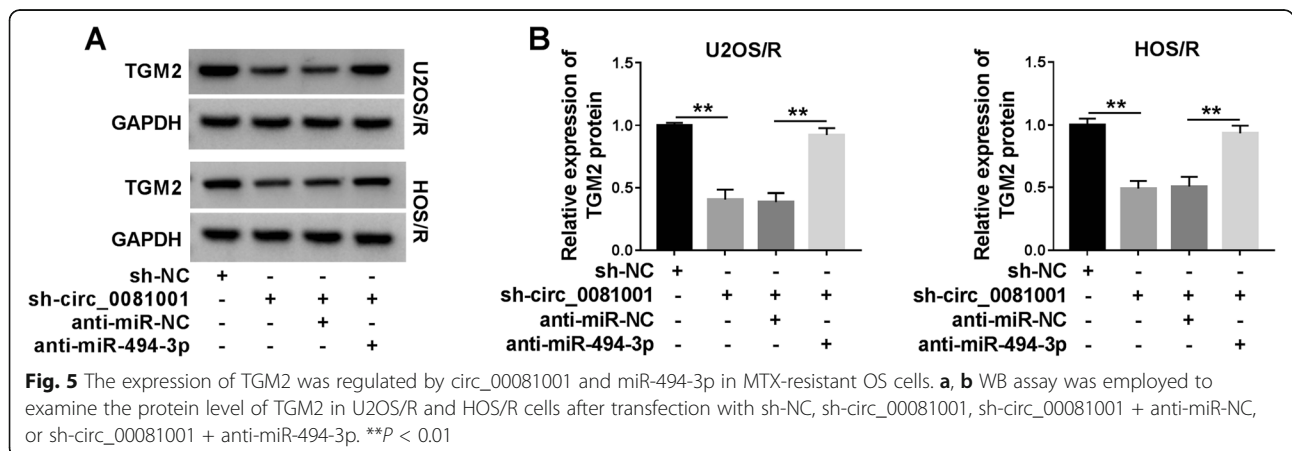 A
TGM2
GAPDH
U2OS/R
TGM2
GAPDH
HOS/R
sh-NC + - - -
sh-circ_0081001 - + + +
anti-miR-NC - - + -
anti-miR-494-3p - - - +
B
U2OS/R
Relative expression of
TGM2 protein
1.5
1.0
0.5
0.0
** **
sh-NC + - - -
sh-circ_0081001 - + + +
anti-miR-NC - - + -
anti-miR-494-3p - - - +
HOS/R
Relative expression of
TGM2 protein
1.5
1.0
0.5
0.0
** **
sh-NC + - - -
sh-circ_0081001 - + + +
anti-miR-NC - - + -
anti-miR-494-3p - - - +
Fig. 5 The expression of TGM2 was regulated by circ_00081001 and miR-494-3p in MTX-resistant OS cells. a, b WB assay was employed to
examine the protein level of TGM2 in U2OS/R and HOS/R cells after transfection with sh-NC, sh-circ_00081001, sh-circ_00081001 + anti-miR-NC,
or sh-circ_00081001 + anti-miR-494-3p. **P < 0.01